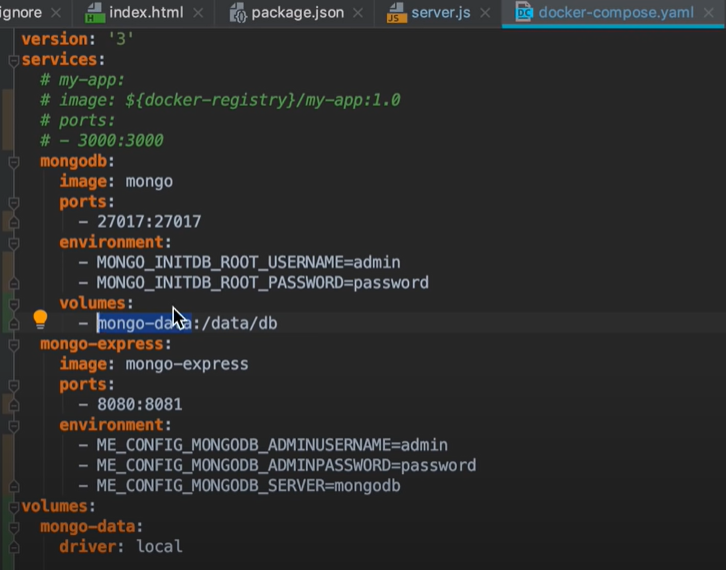 ignore index.html package.json server.js docker-compose.yaml
version: '3'
services:
# my-app:
# image: ${docker-registry}/my-app:1.0
# ports:
# - 3000:3000
mongodb:
image: mongo
ports:
- 27017:27017
environment:
- MONGO_INITDB_ROOT_USERNAME=admin
- MONGO_INITDB_ROOT_PASSWORD=password
volumes:
- mongo-data:/data/db
mongo-express:
image: mongo-express
ports:
- 8080:8081
environment:
- ME_CONFIG_MONGODB_ADMINUSERNAME=admin
- ME_CONFIG_MONGODB_ADMINPASSWORD=password
- ME_CONFIG_MONGODB_SERVER=mongodb
volumes:
mongo-data:
driver: local